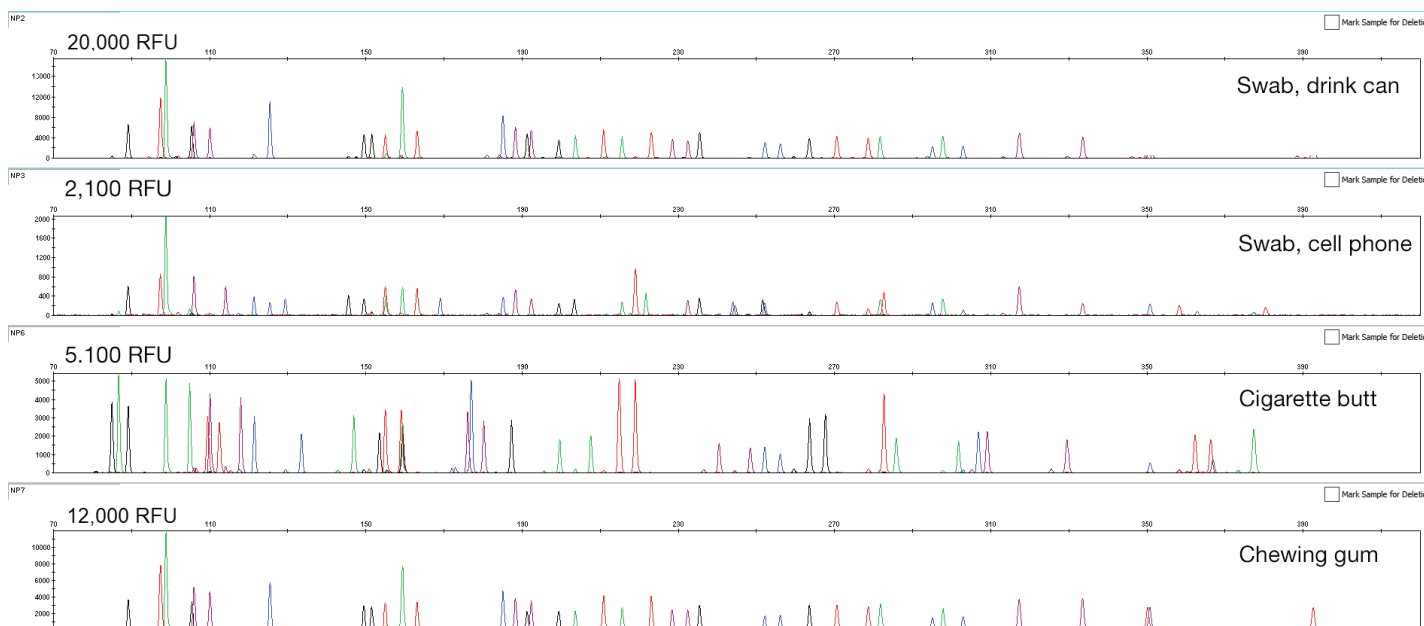 NP2
Mark Sample for Deleti
20,000 RFU
70 110 150 190 230 270 310 350 390
12000
8000
4000
0
Swab, drink can
NP3
Mark Sample for Deleti
2,100 RFU
70 110 150 190 230 270 310 350 390
2000
1600
1200
800
400
0
Swab, cell phone
NP6
Mark Sample for Deleti
5.100 RFU
70 110 150 190 230 270 310 350 390
5000
4000
3000
2000
1000
0
Cigarette butt
NP7
Mark Sample for Deleti
12,000 RFU
70 110 150 190 230 270 310 350 390
10000
8000
6000
4000
2000
Chewing gum